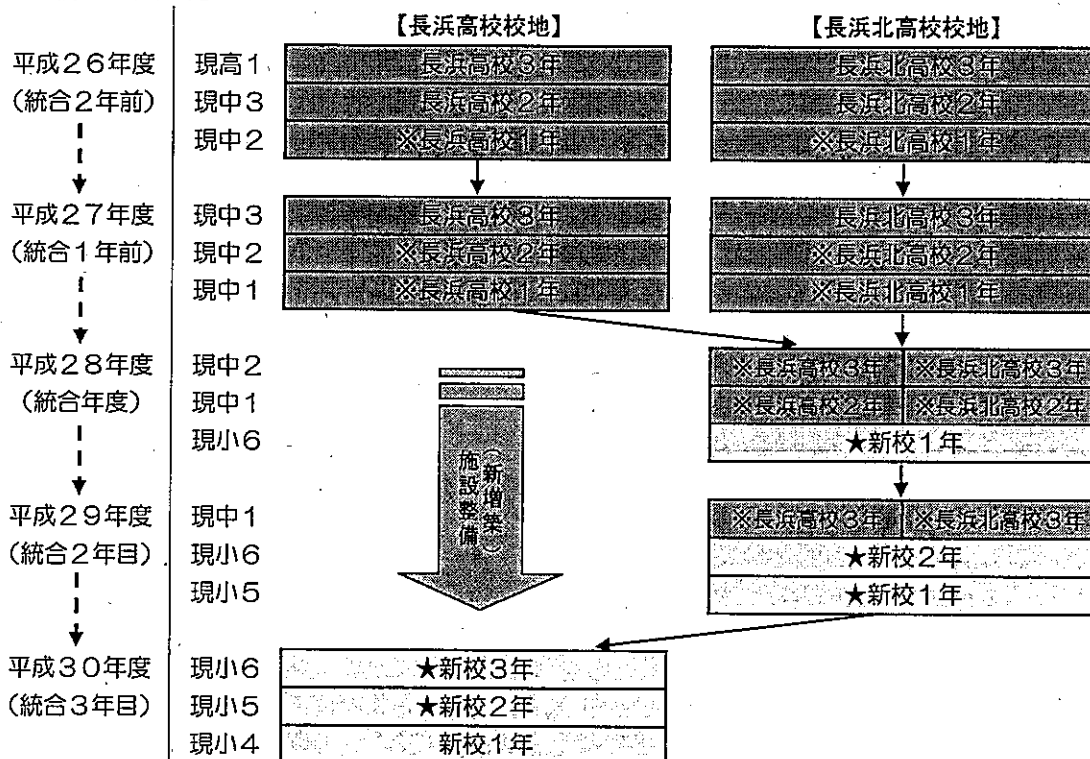 【長浜高校校地】 【長浜北高校校地】
平成26年度 現高1 長浜高校3年 長浜北高校3年
(統合2年前) 現中3 長浜高校2年 長浜北高校2年
現中2 ※長浜高校1年 ※長浜北高校1年
平成27年度 現中3 長浜高校3年 長浜北高校3年
(統合1年前) 現中2 ※長浜高校2年 ※長浜北高校2年
現中1 ※長浜高校1年 ※長浜北高校1年
平成28年度 現中2 ※長浜高校3年 ※長浜北高校3年
(統合年度) 現中1 ※長浜高校2年 ※長浜北高校2年
現小6 ★新校1年
(新増築)
施設整備
平成29年度 現中1 ※長浜高校3年 ※長浜北高校3年
(統合2年目) 現小6 ★新校2年
現小5 ★新校1年
平成30年度 現小6 ★新校3年
(統合3年目) 現小5 ★新校2年
現小4 新校1年